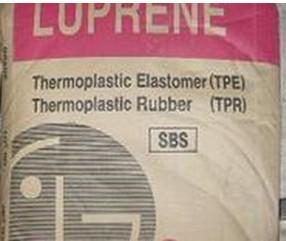 LUPRENE
Thermoplastic Elastomer (TPE)
Thermoplastic Rubber (TPR)
SBS